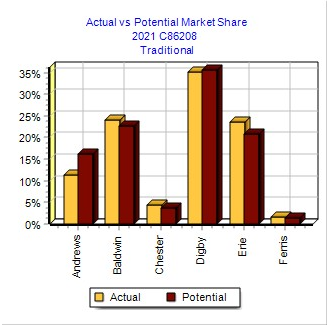 Actual vs Potential Market Share
2021 C86208
Traditional
35%
30%
25%
20%
15%
10%
5%
0%
Andrews
Baldwin
Chester
Digby
Erie
Ferris
Actual
Potential